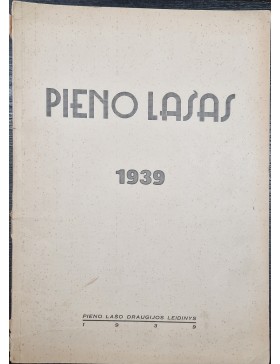 PIENO LAŠAS
1939
PIENO LAŠO DRAUGIJOS LEIDINYS
1939